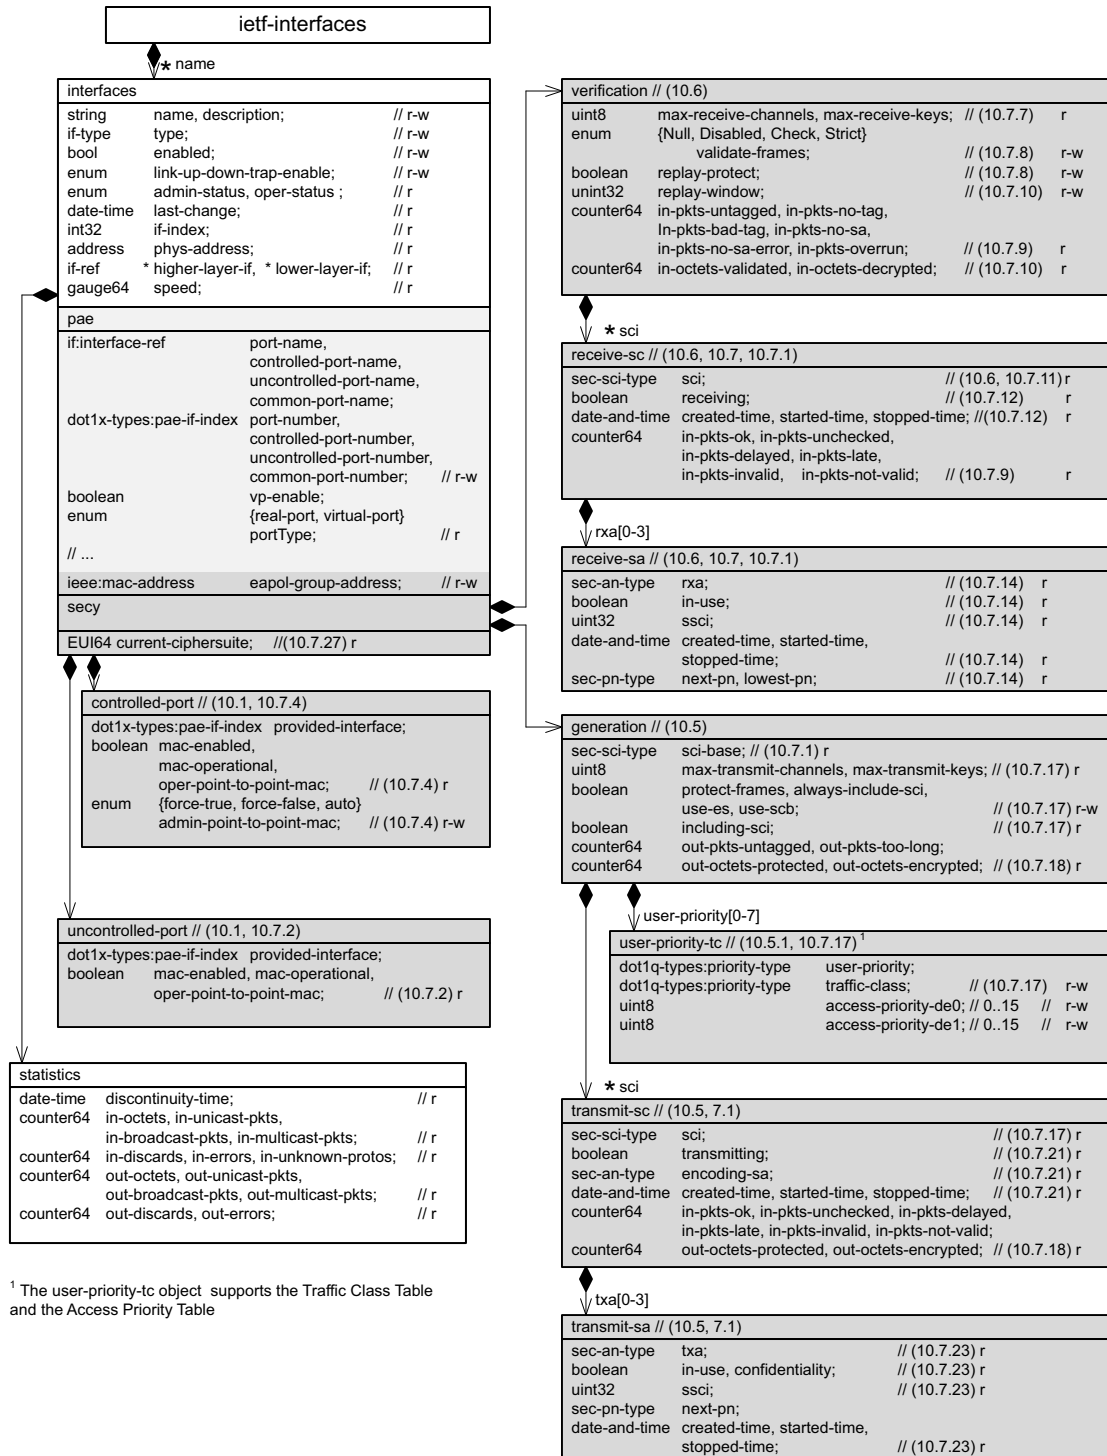 ietf-interfaces
* name
interfaces
string name, description; // r-w
if-type type; // r-w
bool enabled; // r-w
enum link-up-down-trap-enable; // r-w
enum admin-status, oper-status ; // r
date-time last-change; // r
int32 if-index; // r
address phys-address; // r
if-ref * higher-layer-if, * lower-layer-if; // r
gauge64 speed; // r
pae
if:interface-ref port-name,
controlled-port-name,
uncontrolled-port-name,
common-port-name;
dot1x-types:pae-if-index port-number,
controlled-port-number,
uncontrolled-port-number,
common-port-number; // r-w
boolean vp-enable;
enum {real-port, virtual-port}
portType; // r
// ...
ieee:mac-address eapol-group-address; // r-w
secy
EUI64 current-ciphersuite; //(10.7.27) r
controlled-port // (10.1, 10.7.4)
dot1x-types:pae-if-index provided-interface;
boolean mac-enabled,
mac-operational,
oper-point-to-point-mac; // (10.7.4) r
enum {force-true, force-false, auto}
admin-point-to-point-mac; // (10.7.4) r-w
uncontrolled-port // (10.1, 10.7.2)
dot1x-types:pae-if-index provided-interface;
boolean mac-enabled, mac-operational,
oper-point-to-point-mac; // (10.7.2) r
statistics
date-time discontinuity-time; // r
counter64 in-octets, in-unicast-pkts,
in-broadcast-pkts, in-multicast-pkts; // r
counter64 in-discards, in-errors, in-unknown-protos; // r
counter64 out-octets, out-unicast-pkts,
out-broadcast-pkts, out-multicast-pkts; // r
counter64 out-discards, out-errors; // r
1 The user-priority-tc object supports the Traffic Class Table
and the Access Priority Table
verification // (10.6)
uint8 max-receive-channels, max-receive-keys; // (10.7.7) r
enum {Null, Disabled, Check, Strict}
validate-frames; // (10.7.8) r-w
boolean replay-protect; // (10.7.8) r-w
unint32 replay-window; // (10.7.10) r-w
counter64 in-pkts-untagged, in-pkts-no-tag,
In-pkts-bad-tag, in-pkts-no-sa,
in-pkts-no-sa-error, in-pkts-overrun; // (10.7.9) r
counter64 in-octets-validated, in-octets-decrypted; // (10.7.10) r
* sci
receive-sc // (10.6, 10.7, 10.7.1)
sec-sci-type sci; // (10.6, 10.7.11) r
boolean receiving; // (10.7.12) r
date-and-time created-time, started-time, stopped-time; //(10.7.12) r
counter64 in-pkts-ok, in-pkts-unchecked,
in-pkts-delayed, in-pkts-late,
in-pkts-invalid, in-pkts-not-valid; // (10.7.9) r
rxa[0-3]
receive-sa // (10.6, 10.7, 10.7.1)
sec-an-type rxa; // (10.7.14) r
boolean in-use; // (10.7.14) r
uint32 ssci; // (10.7.14) r
date-and-time created-time, started-time,
stopped-time; // (10.7.14) r
sec-pn-type next-pn, lowest-pn; // (10.7.14) r
generation // (10.5)
sec-sci-type sci-base; // (10.7.1) r
uint8 max-transmit-channels, max-transmit-keys; // (10.7.17) r
boolean protect-frames, always-include-sci,
use-es, use-scb; // (10.7.17) r-w
boolean including-sci; // (10.7.17) r
counter64 out-pkts-untagged, out-pkts-too-long;
counter64 out-octets-protected, out-octets-encrypted; // (10.7.18) r
user-priority[0-7]
user-priority-tc // (10.5.1, 10.7.17) 1
dot1q-types:priority-type user-priority;
dot1q-types:priority-type traffic-class; // (10.7.17) r-w
uint8 access-priority-de0; // 0..15 // r-w
uint8 access-priority-de1; // 0..15 // r-w
* sci
transmit-sc // (10.5, 7.1)
sec-sci-type sci; // (10.7.17) r
boolean transmitting; // (10.7.21) r
sec-an-type encoding-sa; // (10.7.21) r
date-and-time created-time, started-time, stopped-time; // (10.7.21) r
counter64 in-pkts-ok, in-pkts-unchecked, in-pkts-delayed,
in-pkts-late, in-pkts-invalid, in-pkts-not-valid;
counter64 out-octets-protected, out-octets-encrypted; // (10.7.18) r
txa[0-3]
transmit-sa // (10.5, 7.1)
sec-an-type txa; // (10.7.23) r
boolean in-use, confidentiality; // (10.7.23) r
uint32 ssci; // (10.7.23) r
sec-pn-type next-pn;
date-and-time created-time, started-time,
stopped-time; // (10.7.23) r